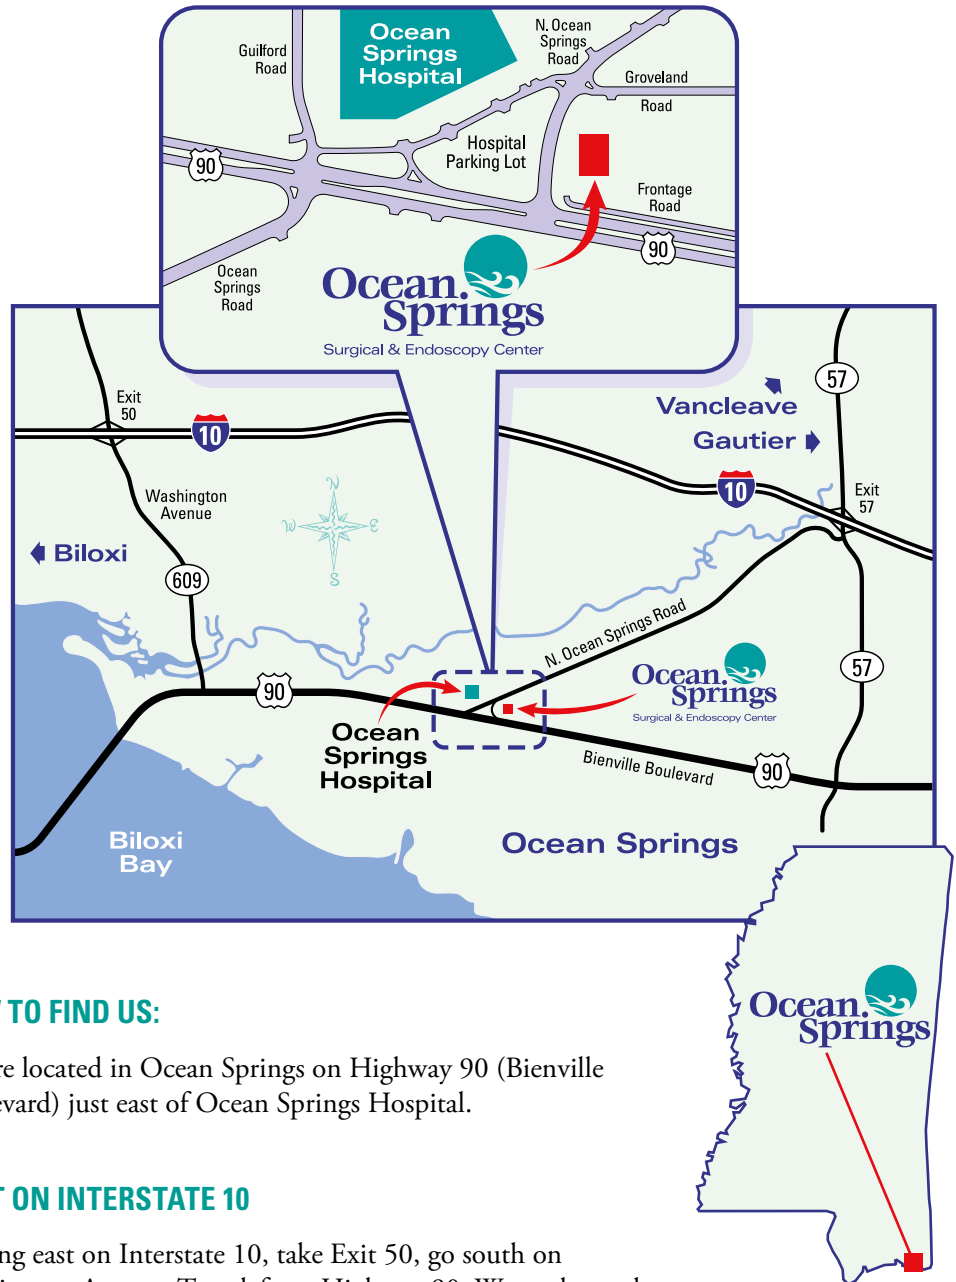 Ocean
Springs
Hospital
N. Ocean
Springs
Road
Guilford
Road
Groveland
Road
Hospital
Parking Lot
90
Frontage
Road
90
Ocean
Springs
Road
Ocean
Springs
Surgical & Endoscopy Center
57
Exit
50
Vancleave
10
Gautier
10
Exit
57
Washington
Avenue
N
W
E
S
Biloxi
609
N. Ocean Springs Road
Ocean
Springs
Surgical & Endoscopy Center
57
90
Ocean
Springs
Hospital
Bienville Boulevard
90
Biloxi
Bay
Ocean Springs
Ocean
Springs
TO FIND US:
re located in Ocean Springs on Highway 90 (Bienville
evard) just east of Ocean Springs Hospital.
ON INTERSTATE 10
ng east on Interstate 10, take Exit 50, go south on